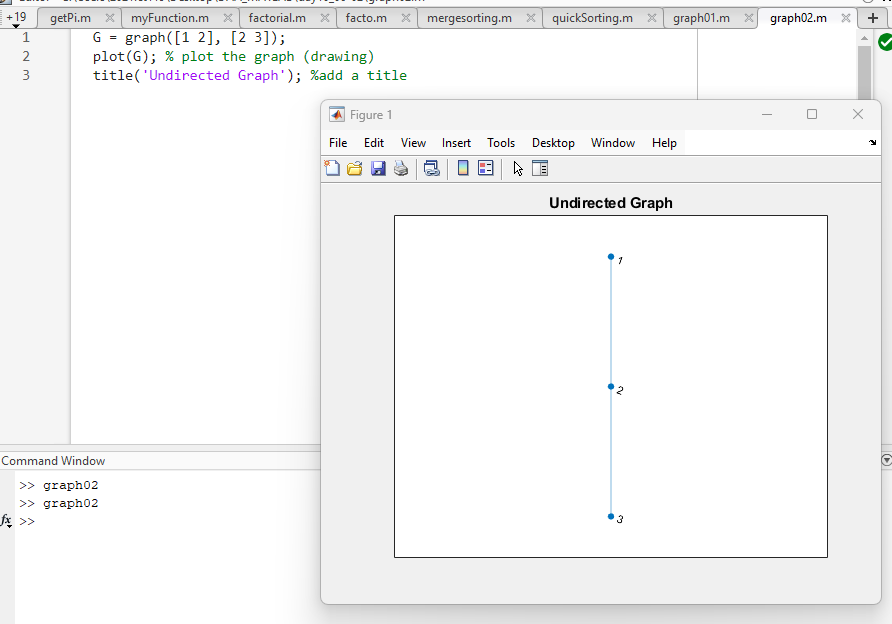 +19 getPi.m myFunction.m factorial.m facto.m mergesorting.m quickSorting.m graph01.m graph02.m +
1 G = graph([1 2], [2 3]);
2 plot(G); % plot the graph (drawing)
3 title('Undirected Graph'); %add a title
Figure 1
File Edit View Insert Tools Desktop Window Help
Undirected Graph
1
2
3
Command Window
>> graph02
>> graph02
fx >>